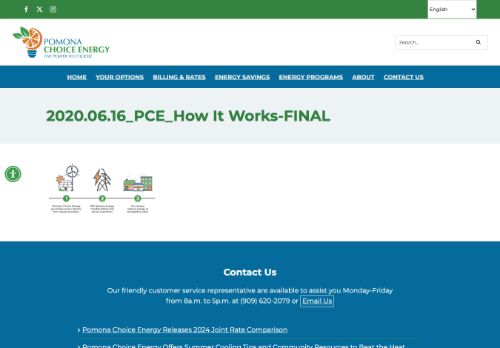 English
POMONA
CHOICE ENERGY
THE POWER TO CHOOSE
Search...
HOME YOUR OPTIONS BILLING & RATES ENERGY SAVINGS ENERGY PROGRAMS ABOUT CONTACT US
2020.06.16_PCE_How It Works-FINAL
1 2 3
Contact Us
Our friendly customer service representative are available to assist you Monday-Friday
from 8a.m. to 5p.m. at (909) 620-2079 or Email Us
Pomona Choice Energy Releases 2024 Joint Rate Comparison
Pomona Choice Energy Offers Summer Cooling Tips and Community Resources to Beat the Heat